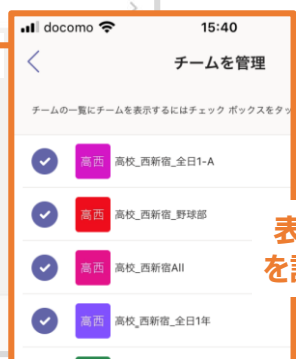 docomo 15:40
チームを管理
チームの一覧にチームを表示するにはチェック ボックスをタッ
高西 高校_西新宿_全日1-A
高西 高校_西新宿_野球部
表
高西 高校_西新宿All
を
高西 高校_西新宿_全日1年